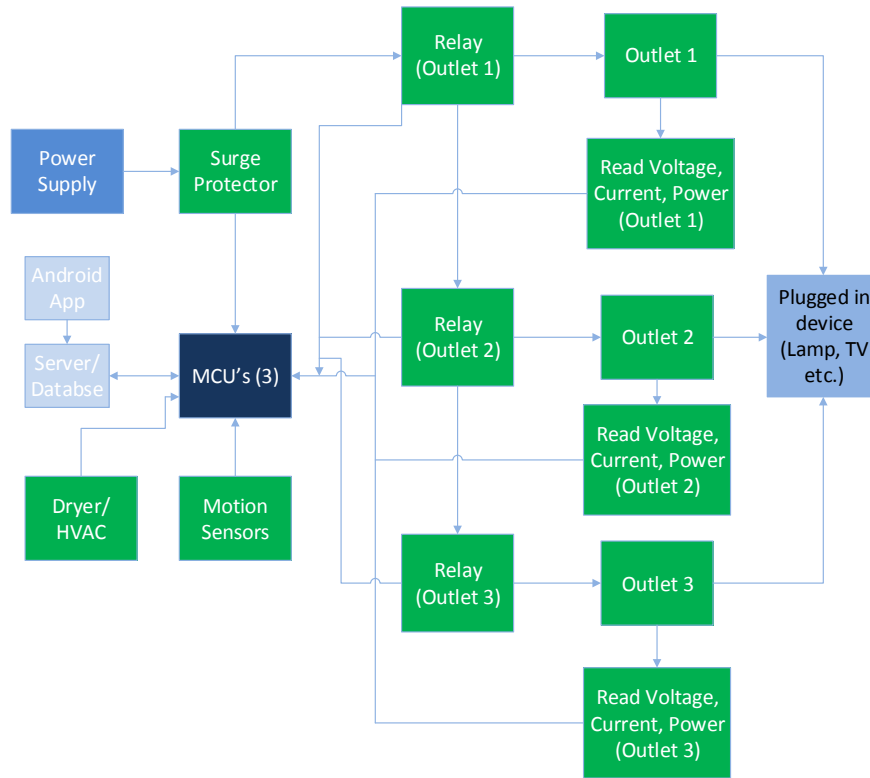 Relay
(Outlet 1)
Outlet 1
Power
Supply
Surge
Protector
Read Voltage,
Current, Power
(Outlet 1)
Android
App
Server/
Databse
MCU's (3)
Relay
(Outlet 2)
Outlet 2
Plugged in
device
(Lamp, TV
etc.)
Read Voltage,
Current, Power
(Outlet 2)
Dryer/
HVAC
Motion
Sensors
Relay
(Outlet 3)
Outlet 3
Read Voltage,
Current, Power
(Outlet 3)